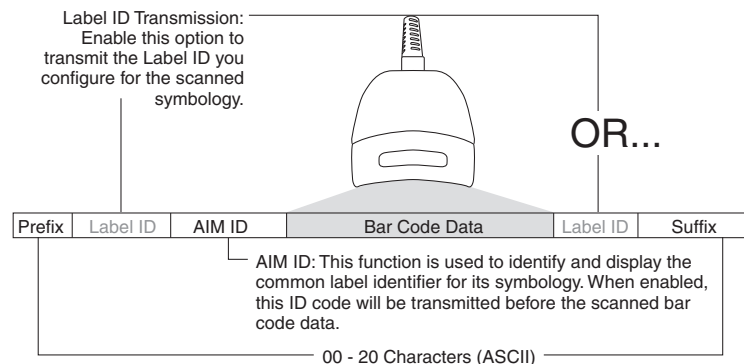 Label ID Transmission:
Enable this option to
transmit the Label ID you
configure for the scanned
symbology.
OR...
Prefix Label ID AIM ID Bar Code Data Label ID Suffix
AIM ID: This function is used to identify and display the
common label identifier for its symbology. When enabled,
this ID code will be transmitted before the scanned bar
code data.
00 - 20 Characters (ASCII)